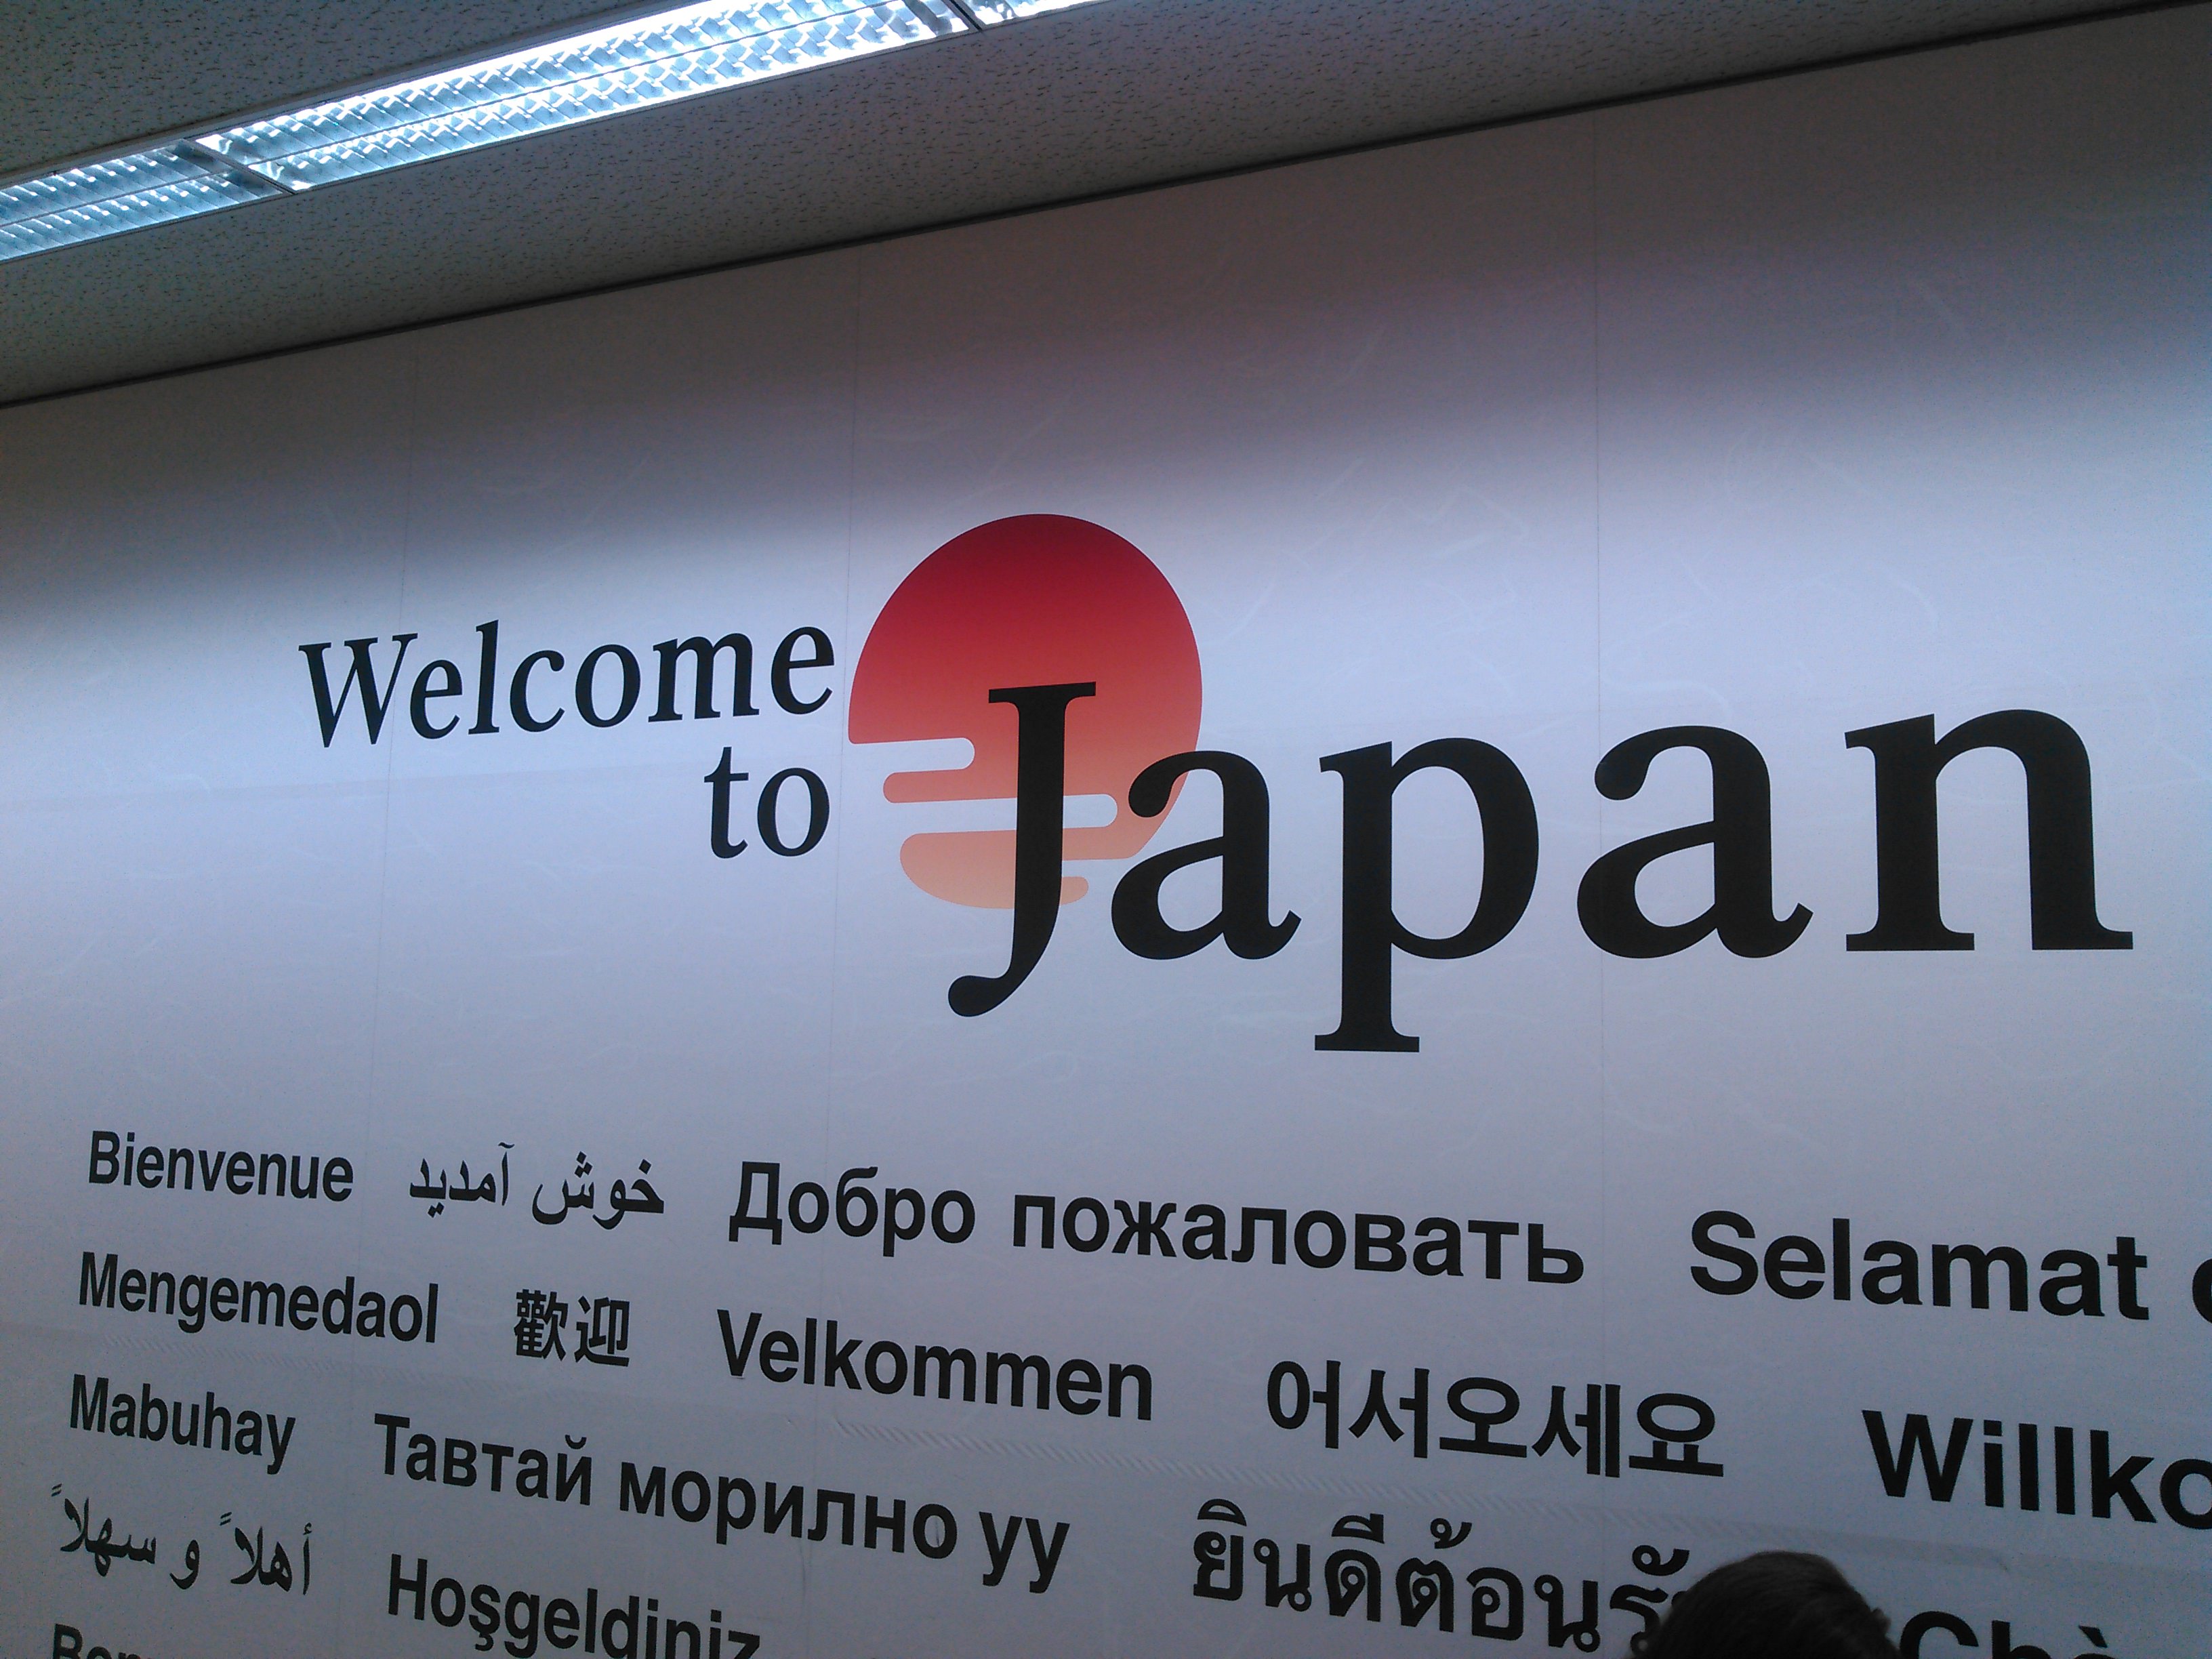 Welcome
to
Japan
Bienvenue خوش آمدید Добро пожаловать Selamat
Mengemedaol 歡迎 Velkommen 어서오세요
Mabuhay Тавтай морилно уу
أهلاً و سهلاً Hoşgeldiniz